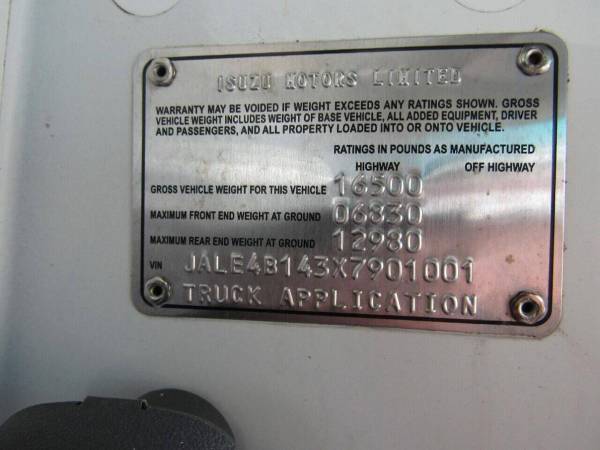 ISUZU MOTORS LIMITED
WARRANTY MAY BE VOIDED IF WEIGHT EXCEEDS ANY RATINGS SHOWN. GROSS
VEHICLE WEIGHT INCLUDES WEIGHT OF BASE VEHICLE, ALL ADDED EQUIPMENT, DRIVER
AND PASSENGERS, AND ALL PROPERTY LOADED INTO OR ONTO VEHICLE.
RATINGS IN POUNDS AS MANUFACTURED
HIGHWAY OFF HIGHWAY
GROSS VEHICLE WEIGHT FOR THIS VEHICLE 16500
MAXIMUM FRONT END WEIGHT AT GROUND 06830
MAXIMUM REAR END WEIGHT AT GROUND 12980
VIN JALE4B143X7901001
TRUCK APPLICATION